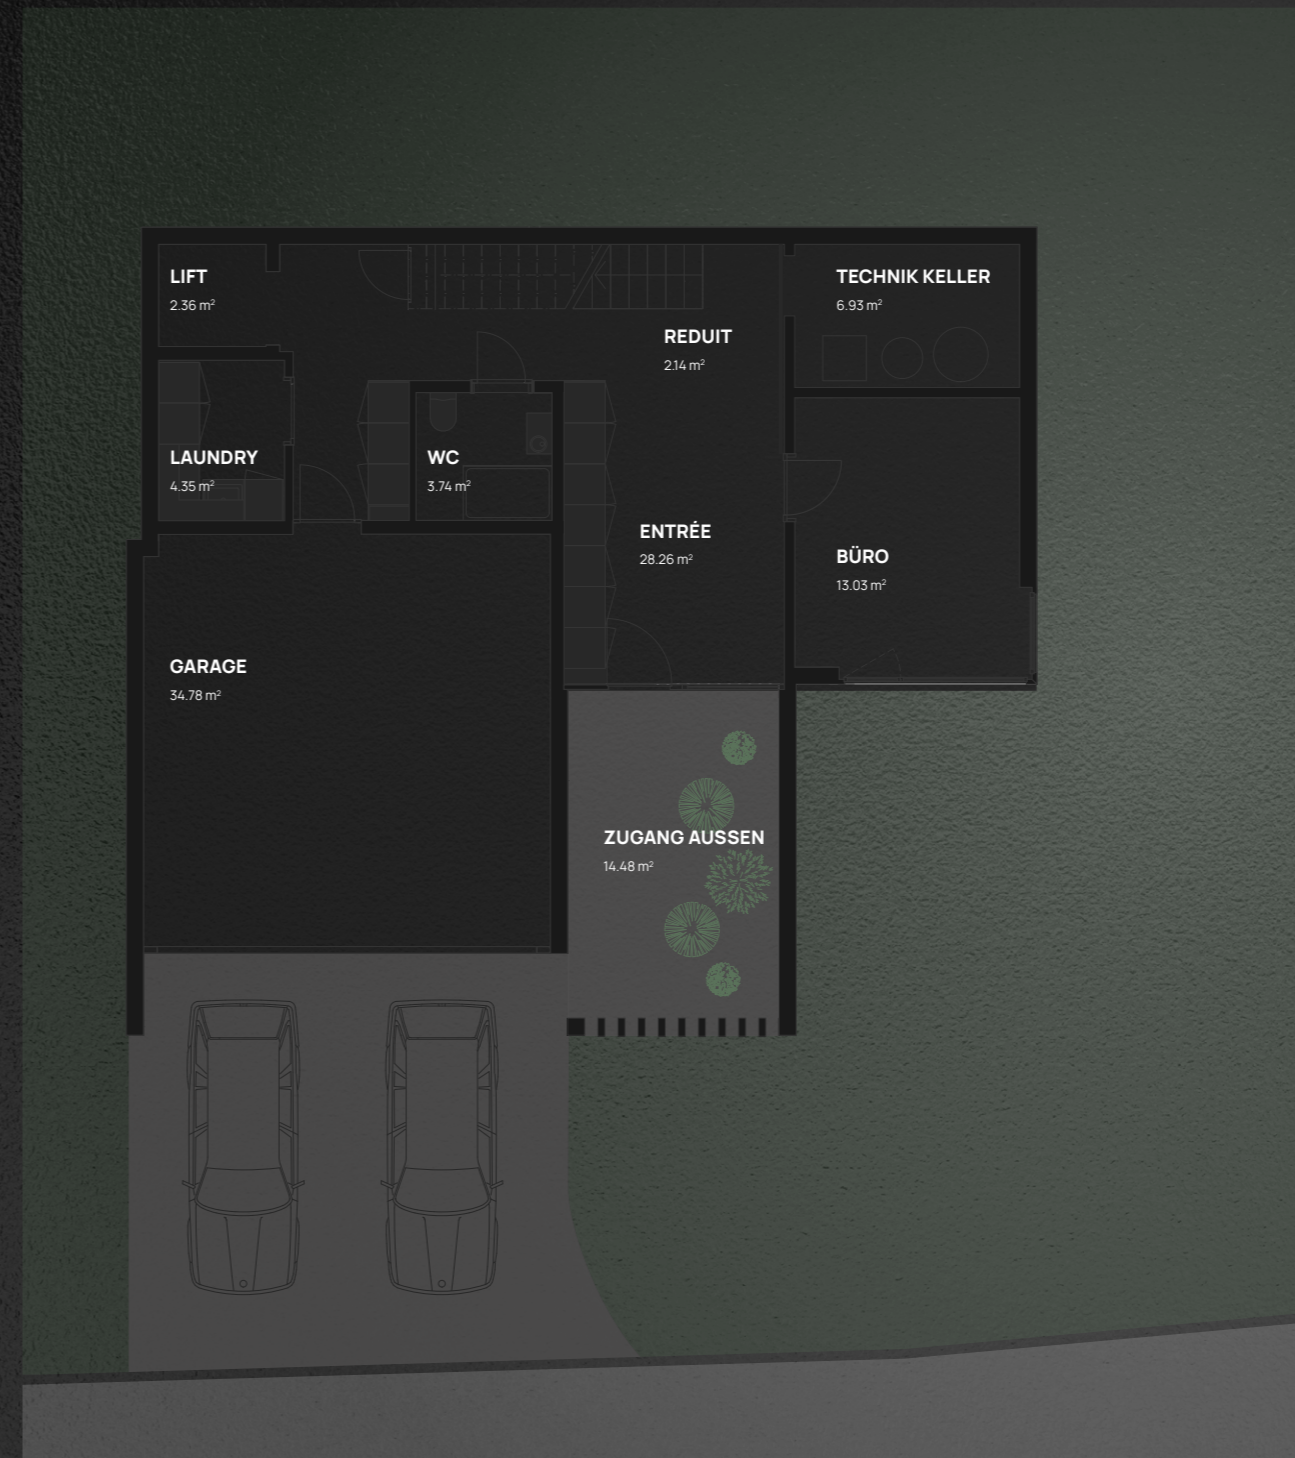 LIFT
2.36 m²
TECHNIK KELLER
6.93 m²
REDUIT
2.14 m²
LAUNDRY
4.35 m²
WC
3.74 m²
ENTRÉE
28.26 m²
BÜRO
13.03 m²
GARAGE
34.78 m²
ZUGANG AUSSEN
14.48 m²